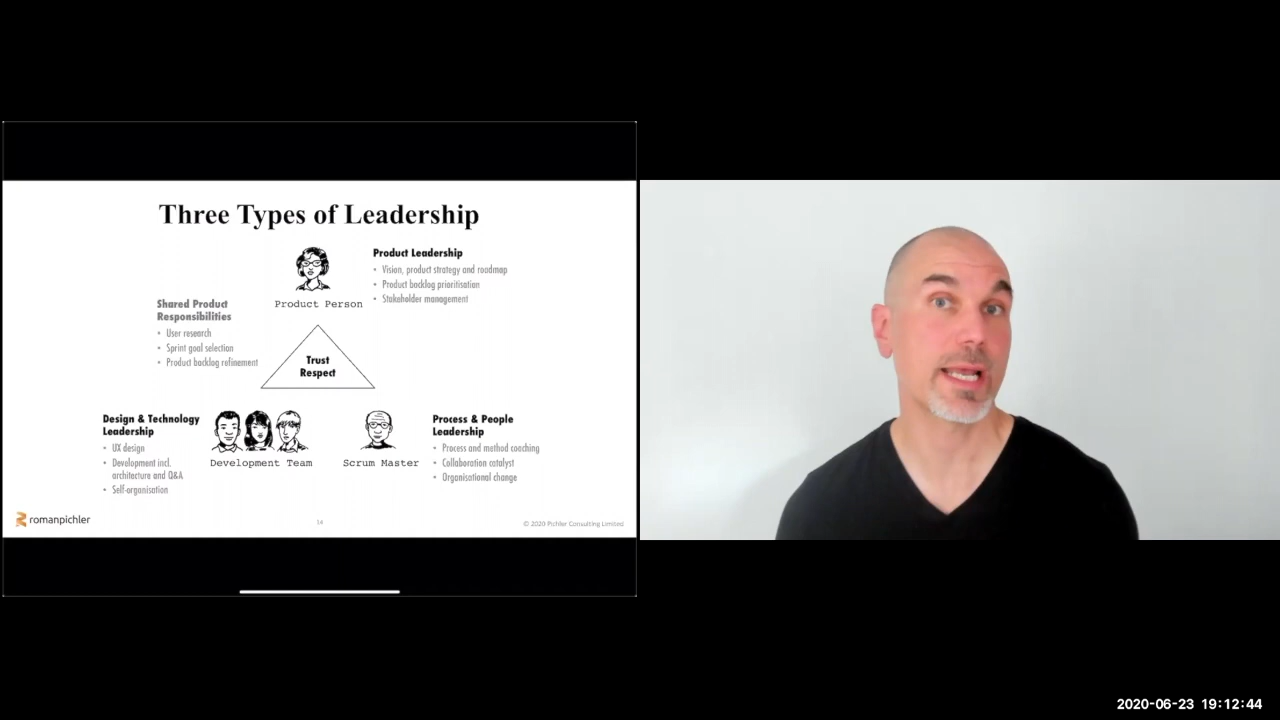 Three Types of Leadership
Product Leadership
• Vision, product strategy and roadmap
• Product backlog prioritisation
• Stakeholder management
Product Person
Shared Product
Responsibilities
• User research
• Sprint goal selection
• Product backlog refinement
Trust
Respect
Design & Technology
Leadership
• UX design
• Development incl.
architecture and Q&A
• Self-organisation
Development Team
Scrum Master
Process & People
Leadership
• Process and method coaching
• Collaboration catalyst
• Organisational change
romanpichler
14
© 2020 Pichler Consulting Limited
2020-06-23 19:12:44